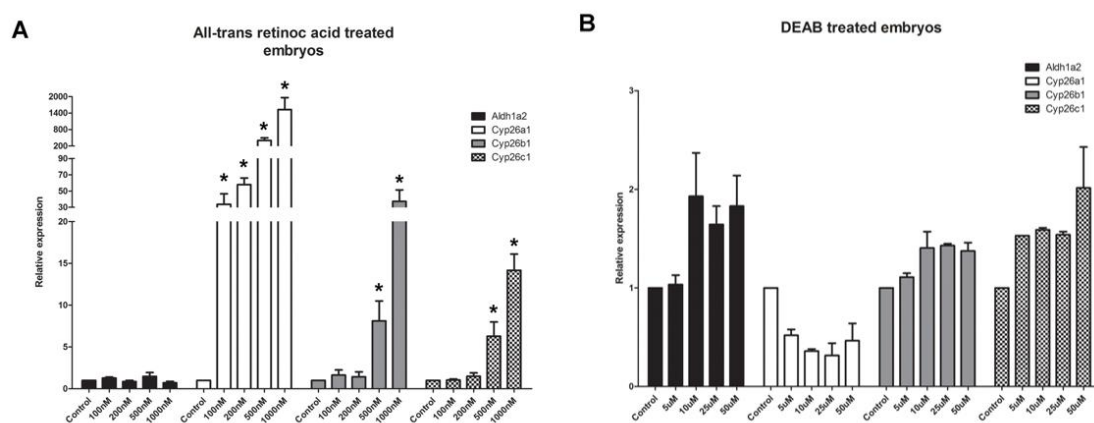 A
All-trans retinoc acid treated
embryos
Relative expression
2000
1400
800
200
90
70
50
30
20
15
10
5
0
* * * * * * * *
Aldh1a2
Cyp26a1
Cyp26b1
Cyp26c1
Control 100nM 200nM 500nM 1000nM Control 100nM 200nM 500nM 1000nM Control 100nM 200nM 500nM 1000nM Control 100nM 200nM 500nM 1000nM
B
DEAB treated embryos
Relative expression
3
2
1
0
Aldh1a2
Cyp26a1
Cyp26b1
Cyp26c1
Control 5uM 10uM 25uM 50uM Control 5uM 10uM 25uM 50uM Control 5uM 10uM 25uM 50uM Control 5uM 10uM 25uM 50uM